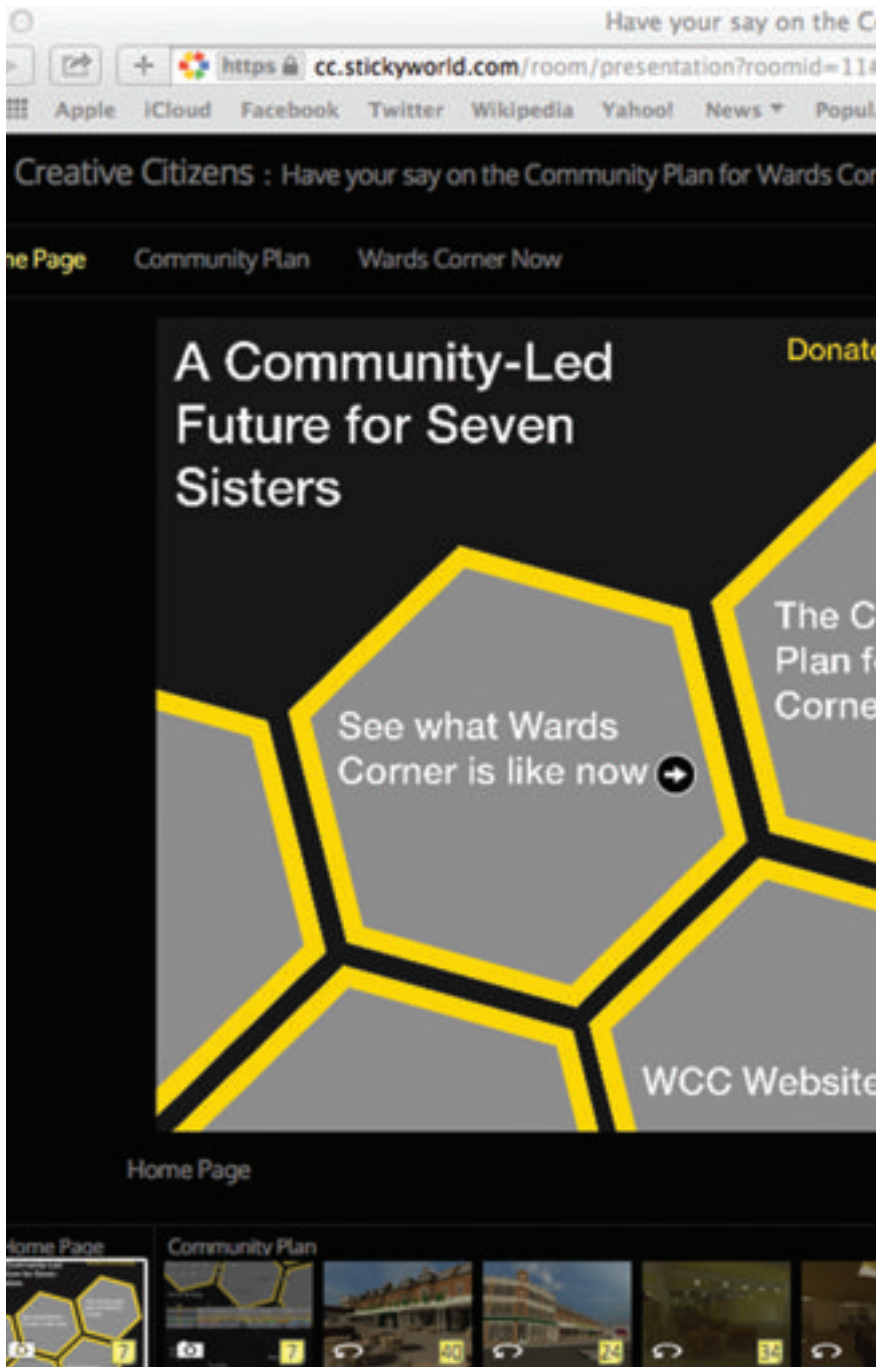 Have your say on the C
https cc.stickyworld.com/room/presentation?roomid=11#
Apple iCloud Facebook Twitter Wikipedia Yahoo! News Popul
Creative Citizens : Have your say on the Community Plan for Wards Cor
me Page Community Plan Wards Corner Now
A Community-Led
Future for Seven
Sisters
Donate
The C
Plan f
Corne
See what Wards
Corner is like now
WCC Website
Home Page
Home Page Community Plan
7 7 40 24 34